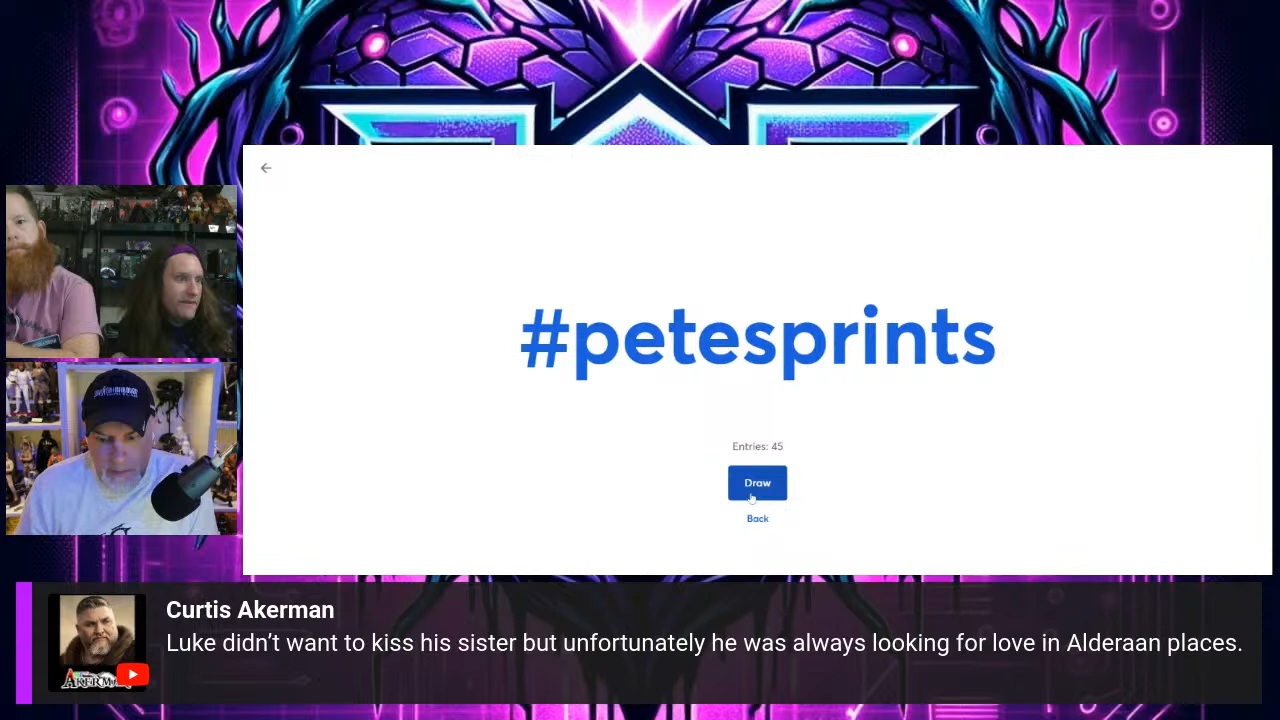 #petesprints
Entries: 45
Draw
Back
Curtis Akerman
Luke didn’t want to kiss his sister but unfortunately he was always looking for love in Alderaan places.